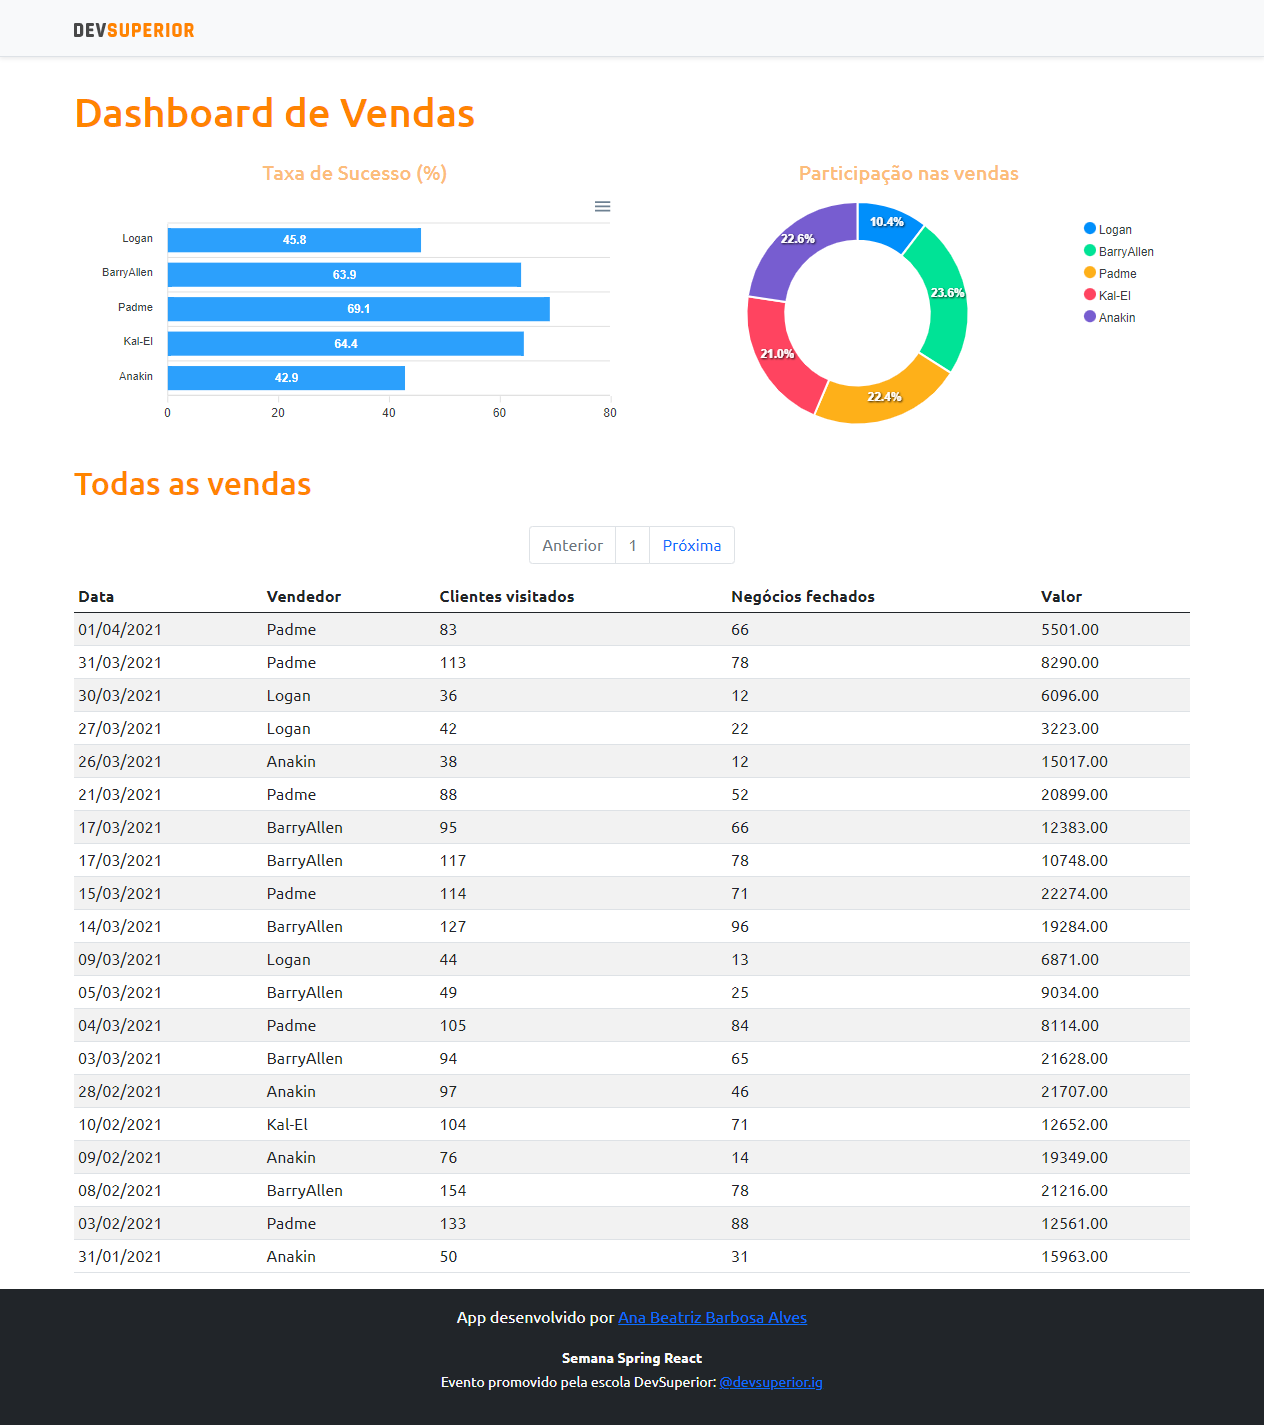 DEVSUPERIOR
Dashboard de Vendas
Taxa de Sucesso (%)
Logan 45.8
BarryAllen 63.9
Padme 69.1
Kal-El 64.4
Anakin 42.9
0 20 40 60 80
Participação nas vendas
10.4%
22.6%
23.6%
21.0%
22.4%
Logan
BarryAllen
Padme
Kal-El
Anakin
Todas as vendas
Anterior 1 Próxima
Data Vendedor Clientes visitados Negócios fechados Valor
01/04/2021 Padme 83 66 5501.00
31/03/2021 Padme 113 78 8290.00
30/03/2021 Logan 36 12 6096.00
27/03/2021 Logan 42 22 3223.00
26/03/2021 Anakin 38 12 15017.00
21/03/2021 Padme 88 52 20899.00
17/03/2021 BarryAllen 95 66 12383.00
17/03/2021 BarryAllen 117 78 10748.00
15/03/2021 Padme 114 71 22274.00
14/03/2021 BarryAllen 127 96 19284.00
09/03/2021 Logan 44 13 6871.00
05/03/2021 BarryAllen 49 25 9034.00
04/03/2021 Padme 105 84 8114.00
03/03/2021 BarryAllen 94 65 21628.00
28/02/2021 Anakin 97 46 21707.00
10/02/2021 Kal-El 104 71 12652.00
09/02/2021 Anakin 76 14 19349.00
08/02/2021 BarryAllen 154 78 21216.00
03/02/2021 Padme 133 88 12561.00
31/01/2021 Anakin 50 31 15963.00
App desenvolvido por Ana Beatriz Barbosa Alves
Semana Spring React
Evento promovido pela escola DevSuperior: @devsuperior.ig